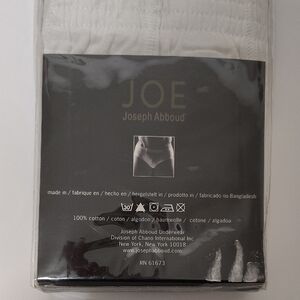 JOE
Joseph Abboud
made in / fabrique en / hecho en / hergestellt in / prodotto in / fabricado no Bangladesh
100% cotton / coton / algodon / baumwolle / cotone / algodao
Joseph Abboud Underwear
Division of Chano International Inc
New York, New York 10018
www.josephabboud.com
RN 61673